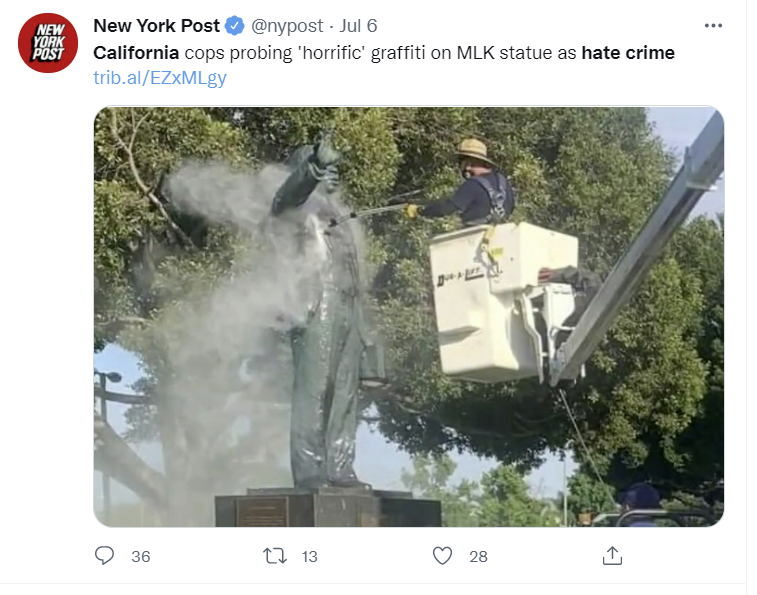 NEW
YORK
POST
New York Post @nypost · Jul 6
California cops probing 'horrific' graffiti on MLK statue as hate crime
trib.al/EZxMLgy
DUR-A-LIFT
36 13 28